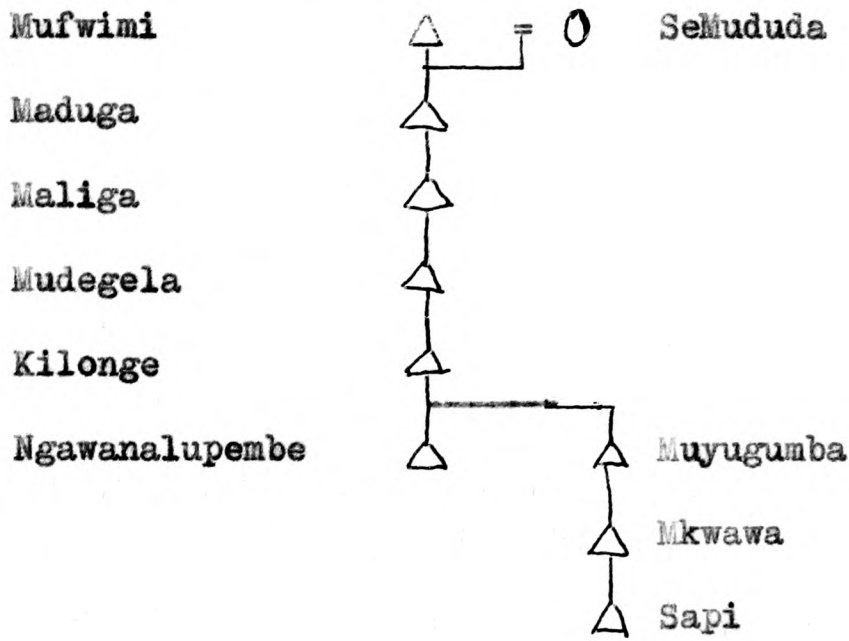 Mufwimi = SeMududa
Maduga
Maliga
Mudegela
Kilonge
Ngawanalupembe Muyugumba
Mkwawa
Sapi